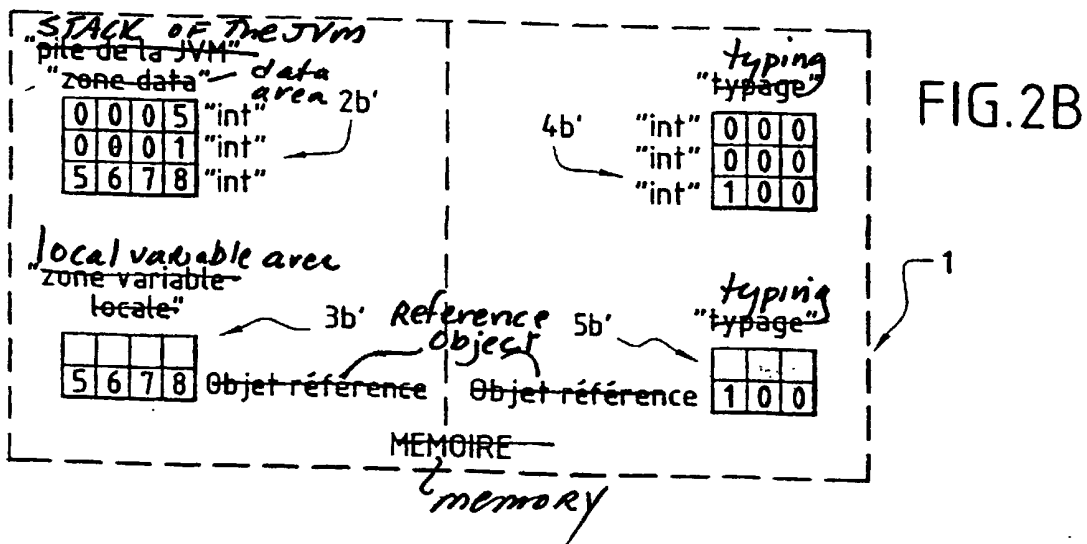 STACK OF The JVM
"pile de la JVM"
"zone data" data area
0 0 0 5 "int" 2b'
0 0 0 1 "int"
5 6 7 8 "int"
typing
"typage"
4b' "int" 0 0 0
"int" 0 0 0
"int" 1 0 0
FIG.2B
local variable area
"zone variable
locale"
3b'
5 6 7 8 Objet référence
Reference
Object
typing
"typage"
5b'
Objet référence 1 0 0
1
MEMOIRE
memory